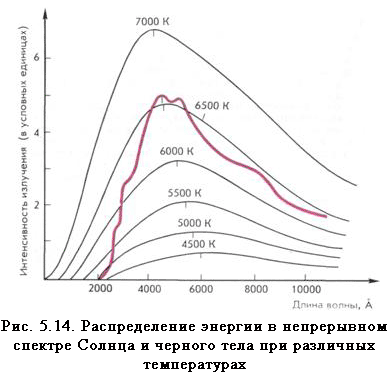 Интенсивность излучения (в условных единицах)
6
4
2
7000 К
6500 К
6000 К
5500 К
5000 К
4500 К
2000 4000 6000 8000 10000
Длина волны, Å
Рис. 5.14. Распределение энергии в непрерывном
спектре Солнца и черного тела при различных
температурах